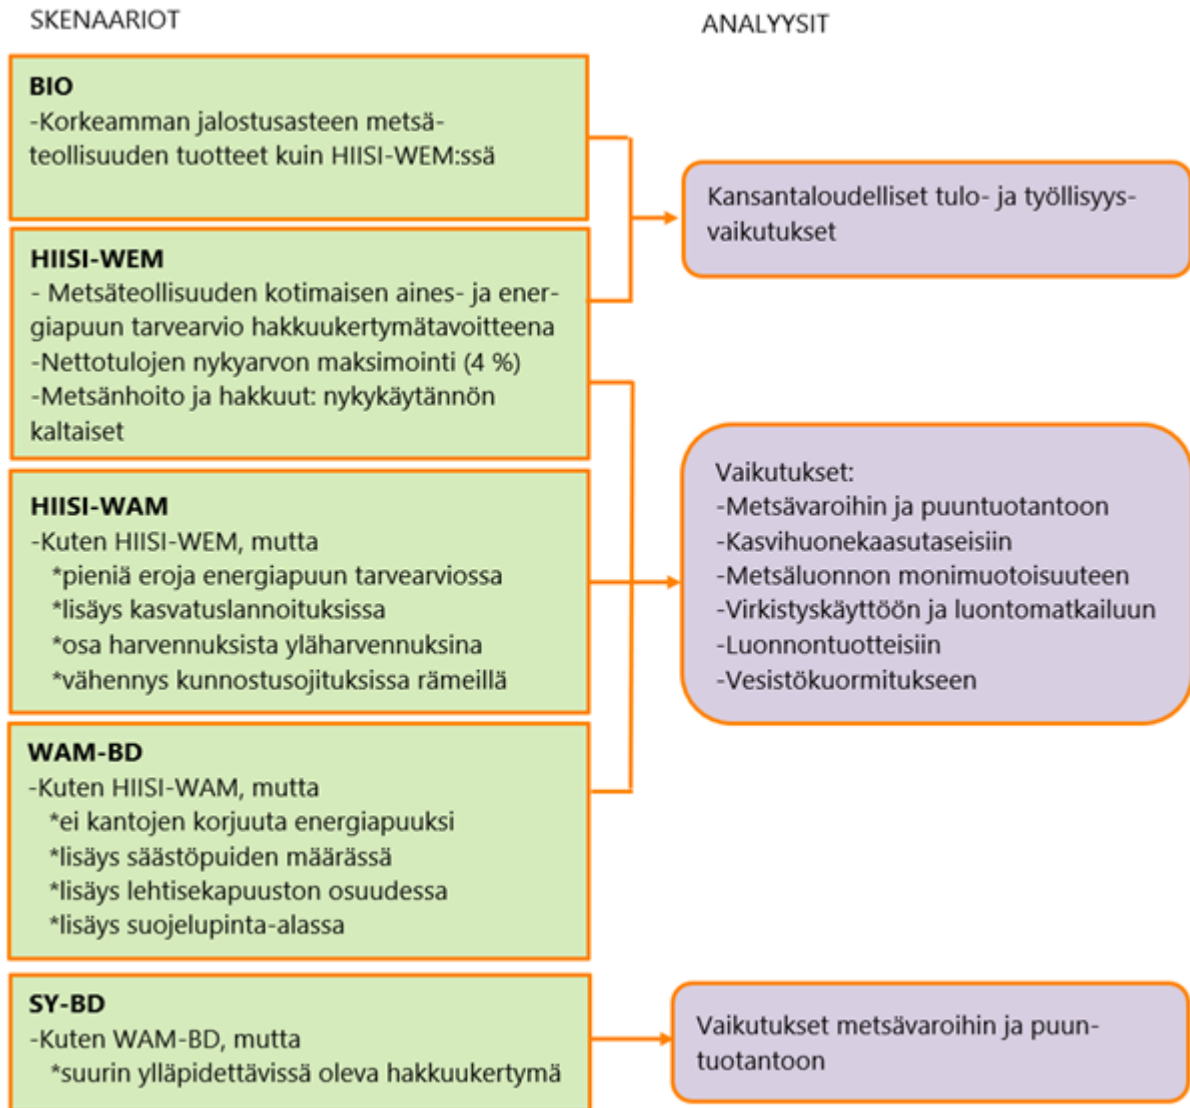 SKENAARIOT
BIO
-Korkeamman jalostusasteen metsä-
teollisuuden tuotteet kuin HIISI-WEM:ssä
HIISI-WEM
- Metsäteollisuuden kotimaisen aines- ja ener-
giapuun tarvearvio hakkuukertymätavoitteena
-Nettotulojen nykyarvon maksimointi (4 %)
-Metsänhoito ja hakkuut: nykykäytännön
kaltaiset
HIISI-WAM
-Kuten HIISI-WEM, mutta
*pieniä eroja energiapuun tarvearviossa
*lisäys kasvatuslannoituksissa
*osa harvennuksista yläharvennuksina
*vähennys kunnostusojituksissa rämeillä
WAM-BD
-Kuten HIISI-WAM, mutta
*ei kantojen korjuuta energiapuuksi
*lisäys säästöpuiden määrässä
*lisäys lehtisekapuuston osuudessa
*lisäys suojelupinta-alassa
SY-BD
-Kuten WAM-BD, mutta
*suurin ylläpidettävissä oleva hakkuukertymä
ANALYYSIT
Kansantaloudelliset tulo- ja työllisyys-
vaikutukset
Vaikutukset:
-Metsävaroihin ja puuntuotantoon
-Kasvihuonekaasutaseisiin
-Metsäluonnon monimuotoisuuteen
-Virkistyskäyttöön ja luontomatkailuun
-Luonnontuotteisiin
-Vesistökuormitukseen
Vaikutukset metsävaroihin ja puun-
tuotantoon